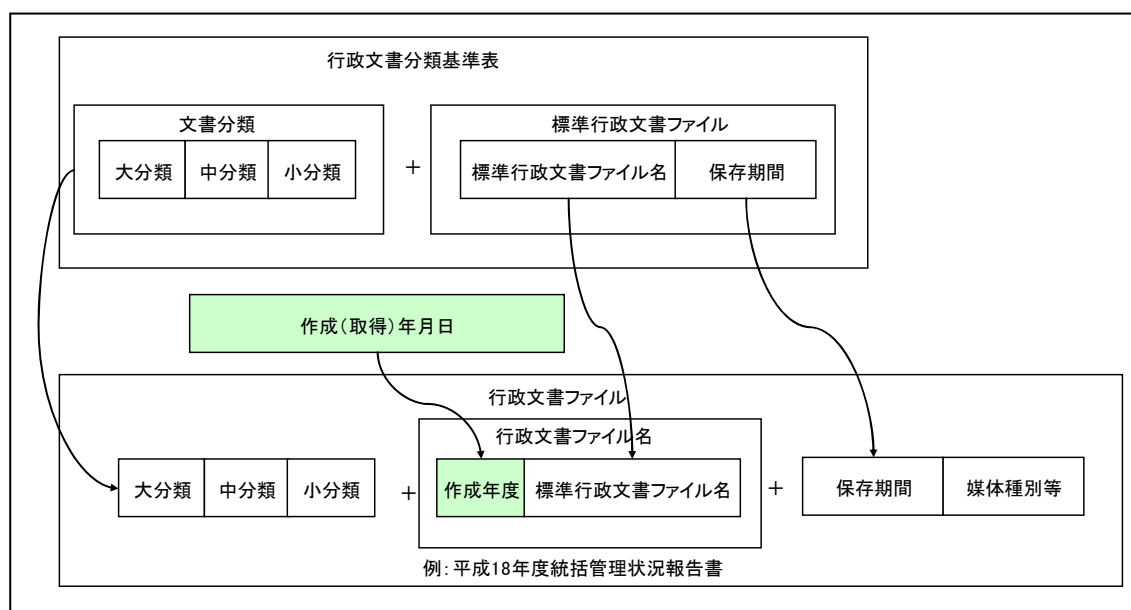 行政文書分類基準表
文書分類
標準行政文書ファイル
大分類 中分類 小分類
+
標準行政文書ファイル名 保存期間
作成(取得)年月日
行政文書ファイル
行政文書ファイル名
大分類 中分類 小分類
+
作成年度 標準行政文書ファイル名
+
保存期間 媒体種別等
例:平成18年度統括管理状況報告書